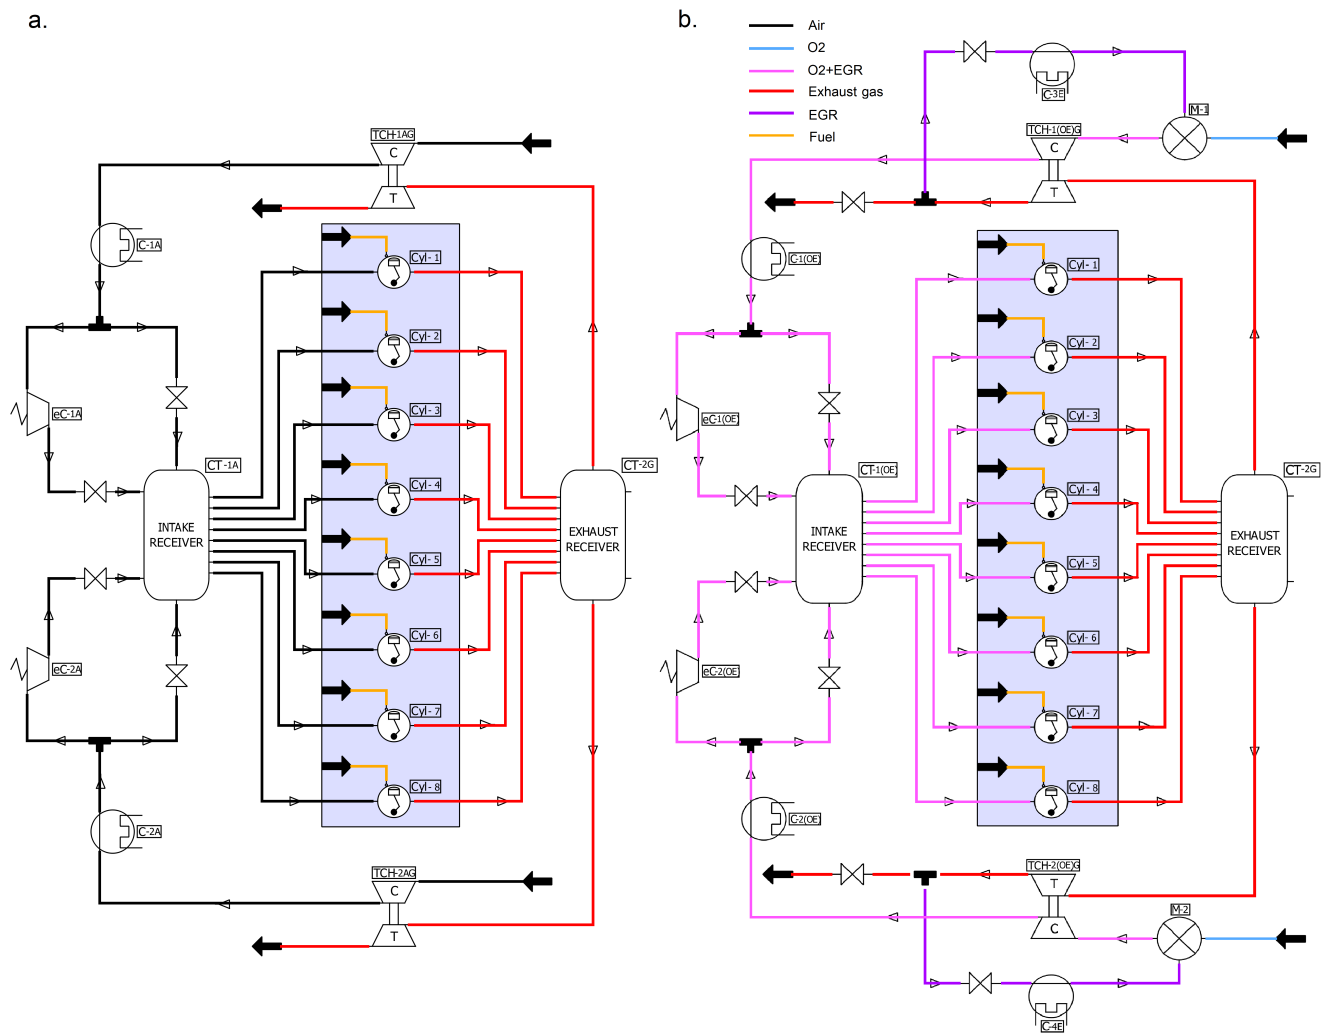 a.
TCH-1AG
C
T
C-1A
Cyl- 1
Cyl- 2
Cyl- 3
Cyl- 4
Cyl- 5
Cyl- 6
Cyl- 7
Cyl- 8
eC-1A
CT -1A
INTAKE
RECEIVER
CT-2G
EXHAUST
RECEIVER
eC-2A
C-2A
TCH-2AG
C
T
b.
Air
O2
O2+EGR
Exhaust gas
EGR
Fuel
C-3E
M-1
TCH-1(OE)G
C
T
C-1(OE)
Cyl- 1
Cyl- 2
Cyl- 3
Cyl- 4
Cyl- 5
Cyl- 6
Cyl- 7
Cyl- 8
eC-1(OE)
CT-1(OE)
INTAKE
RECEIVER
CT-2G
EXHAUST
RECEIVER
eC-2(OE)
C-2(OE)
TCH-2(OE)G
T
C
M-2
C-4E